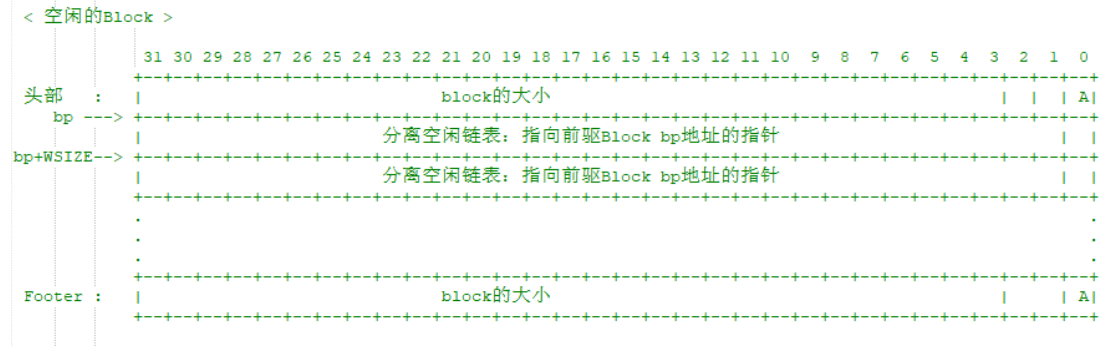 < 空闲的Block >
31 30 29 28 27 26 25 24 23 22 21 20 19 18 17 16 15 14 13 12 11 10 9 8 7 6 5 4 3 2 1 0
+--+--+--+--+--+--+--+--+--+--+--+--+--+--+--+--+--+--+--+--+--+--+--+--+--+--+--+--+--+--+--+--+
头部 : | block的大小 | | | A|
bp ---> +--+--+--+--+--+--+--+--+--+--+--+--+--+--+--+--+--+--+--+--+--+--+--+--+--+--+--+--+--+--+--+--+
| 分离空闲链表: 指向前驱Block bp地址的指针 | |
bp+WSIZE--> +--+--+--+--+--+--+--+--+--+--+--+--+--+--+--+--+--+--+--+--+--+--+--+--+--+--+--+--+--+--+--+--+
| 分离空闲链表: 指向前驱Block bp地址的指针 | |
+--+--+--+--+--+--+--+--+--+--+--+--+--+--+--+--+--+--+--+--+--+--+--+--+--+--+--+--+--+--+--+--+
. .
. .
. .
+--+--+--+--+--+--+--+--+--+--+--+--+--+--+--+--+--+--+--+--+--+--+--+--+--+--+--+--+--+--+--+--+
Footer : | block的大小 | | A|
+--+--+--+--+--+--+--+--+--+--+--+--+--+--+--+--+--+--+--+--+--+--+--+--+--+--+--+--+--+--+--+--+